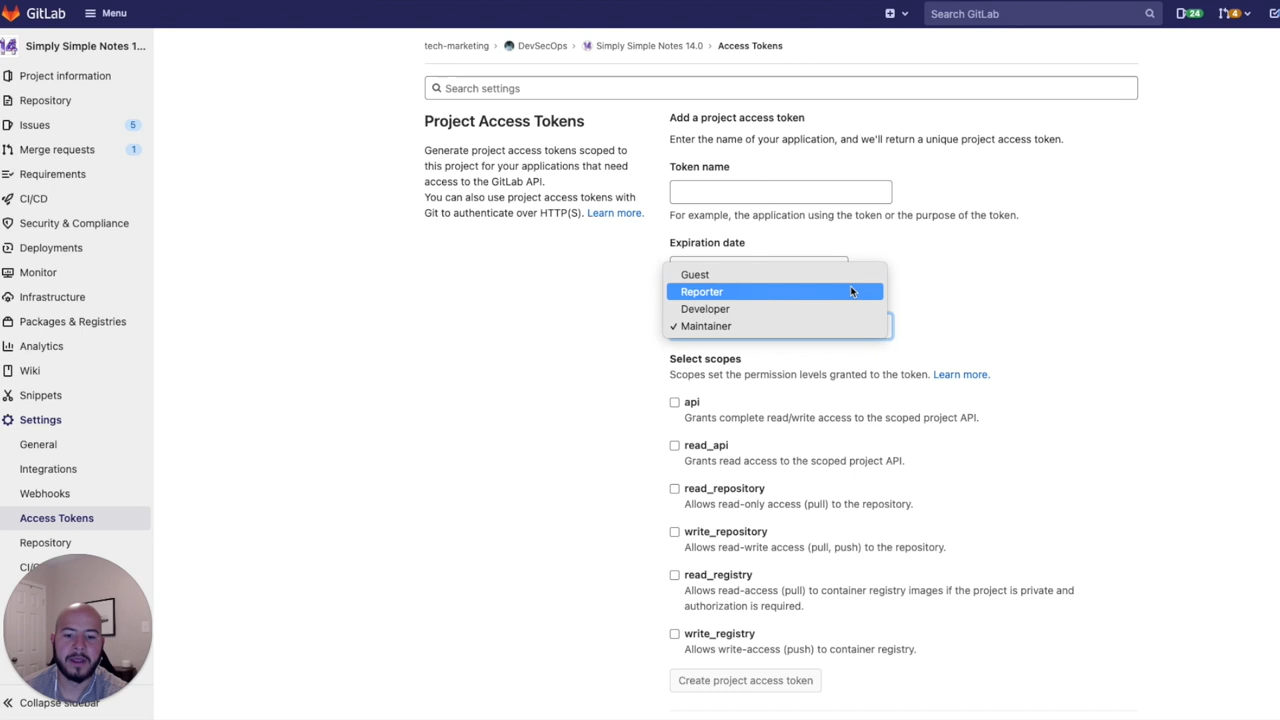 GitLab
Menu
Search GitLab
24
4
Simply Simple Notes 1...
Project information
Repository
Issues
5
Merge requests
1
Requirements
CI/CD
Security & Compliance
Deployments
Monitor
Infrastructure
Packages & Registries
Analytics
Wiki
Snippets
Settings
General
Integrations
Webhooks
Access Tokens
Repository
CI/C
Collapse sidebar
tech-marketing > DevSecOps > Simply Simple Notes 14.0 > Access Tokens
Search settings
Project Access Tokens
Generate project access tokens scoped to
this project for your applications that need
access to the GitLab API.
You can also use project access tokens with
Git to authenticate over HTTP(S). Learn more.
Add a project access token
Enter the name of your application, and we'll return a unique project access token.
Token name
For example, the application using the token or the purpose of the token.
Expiration date
Guest
Reporter
Developer
✓ Maintainer
Select scopes
Scopes set the permission levels granted to the token. Learn more.
api
Grants complete read/write access to the scoped project API.
read_api
Grants read access to the scoped project API.
read_repository
Allows read-only access (pull) to the repository.
write_repository
Allows read-write access (pull, push) to the repository.
read_registry
Allows read-access (pull) to container registry images if the project is private and
authorization is required.
write_registry
Allows write-access (push) to container registry.
Create project access token